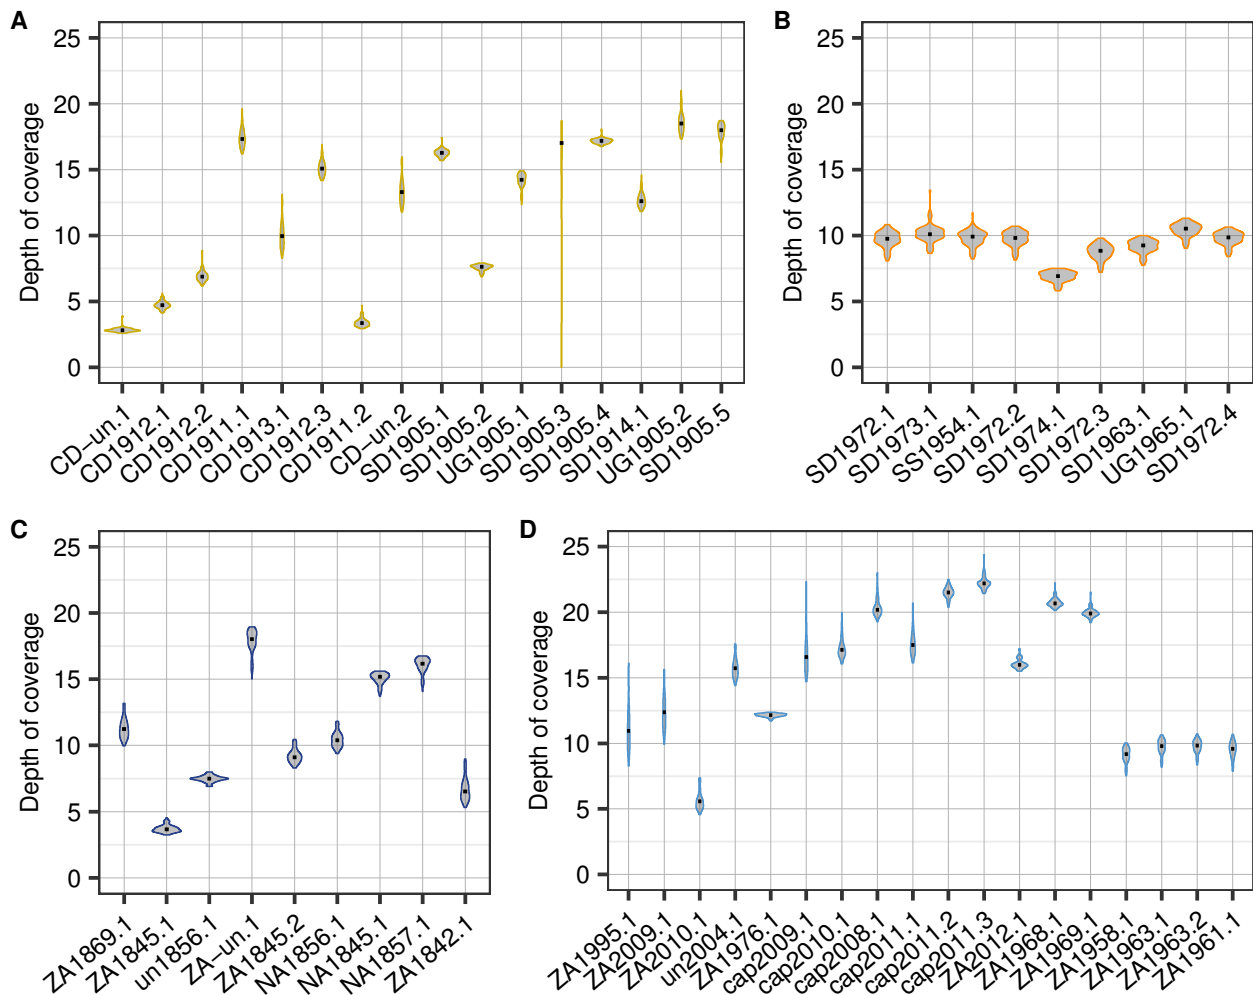 A
Depth of coverage
25
20
15
10
5
0
CD–un.1
CD1912.1
CD1912.2
CD1911.1
CD1913.1
CD1912.3
CD1911.2
CD–un.2
SD1905.1
SD1905.2
UG1905.1
SD1905.3
SD1905.4
SD1914.1
UG1905.2
SD1905.5
B
Depth of coverage
25
20
15
10
5
0
SD1972.1
SD1973.1
SS1954.1
SD1972.2
SD1974.1
SD1972.3
SD1963.1
UG1965.1
SD1972.4
C
Depth of coverage
25
20
15
10
5
0
ZA1869.1
ZA1845.1
un1856.1
ZA–un.1
ZA1845.2
NA1856.1
NA1845.1
NA1857.1
ZA1842.1
D
Depth of coverage
25
20
15
10
5
0
ZA1995.1
ZA2009.1
ZA2010.1
un2004.1
ZA1976.1
cap2009.1
cap2010.1
cap2008.1
cap2011.1
cap2011.2
cap2011.3
ZA2012.1
ZA1968.1
ZA1969.1
ZA1958.1
ZA1963.1
ZA1963.2
ZA1961.1